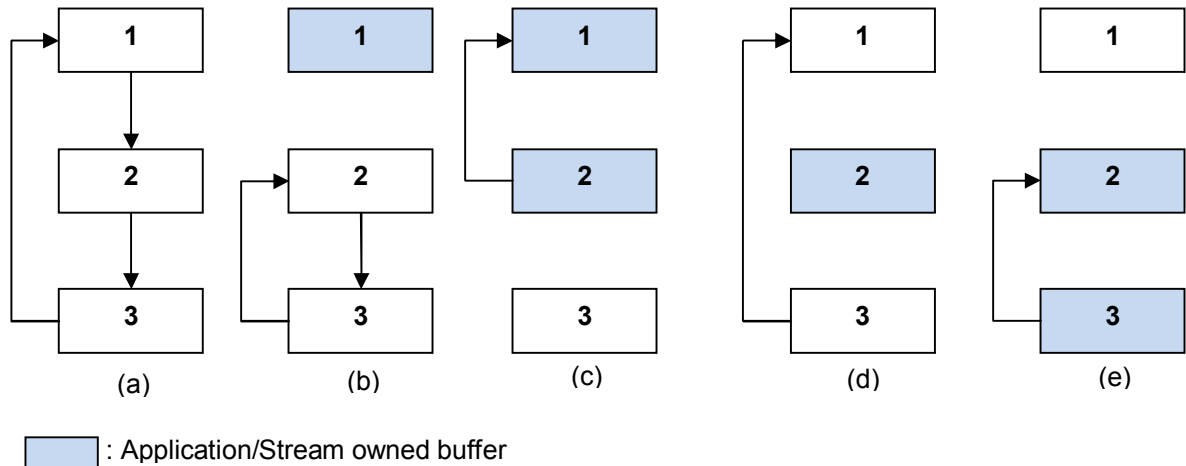 1 1 1 1 1
2 2 2 2 2
3 3 3 3 3
(a) (b) (c) (d) (e)
: Application/Stream owned buffer